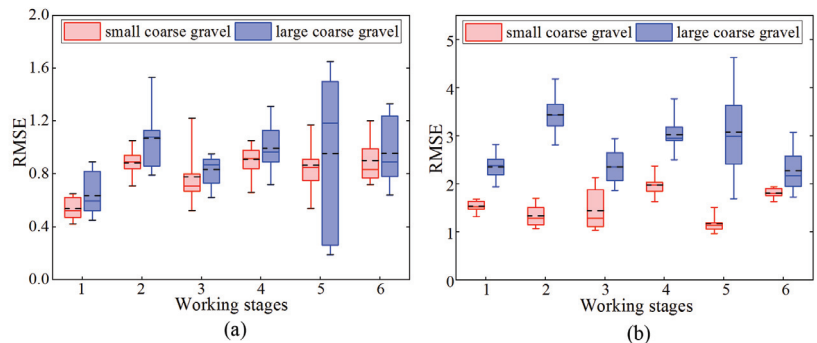 small coarse gravel large coarse gravel
RMSE
2.0
1.6
1.2
0.8
0.4
0.0
1 2 3 4 5 6
Working stages
(a)
small coarse gravel large coarse gravel
RMSE
5
4
3
2
1
0
1 2 3 4 5 6
Working stages
(b)